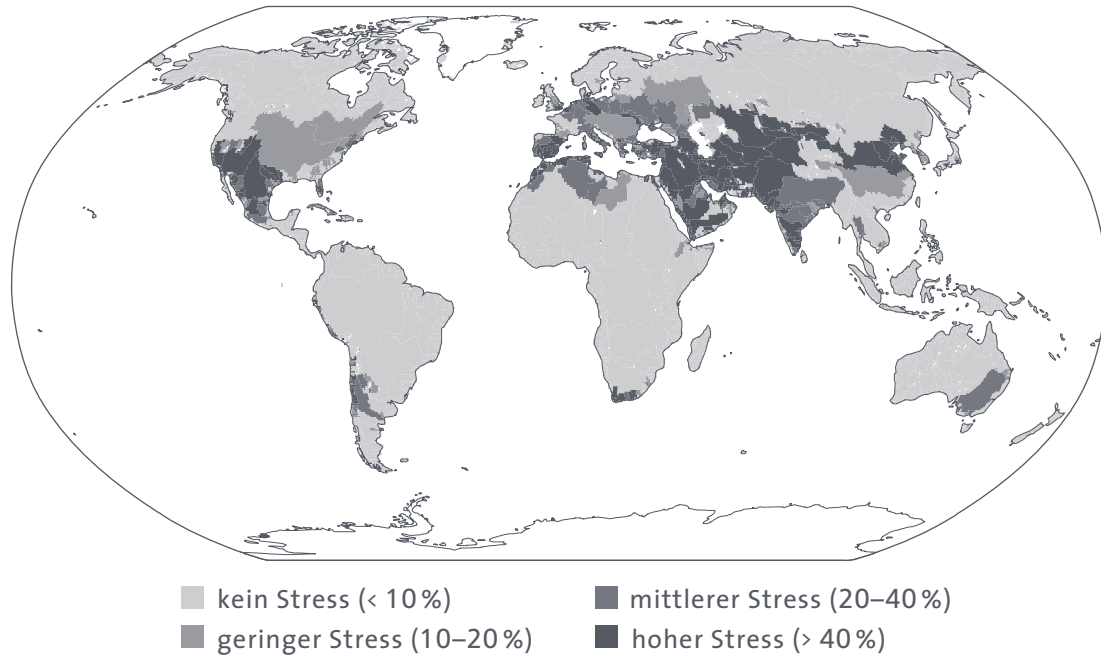 kein Stress (< 10 %)
geringer Stress (10–20 %)
mittlerer Stress (20–40 %)
hoher Stress (> 40 %)